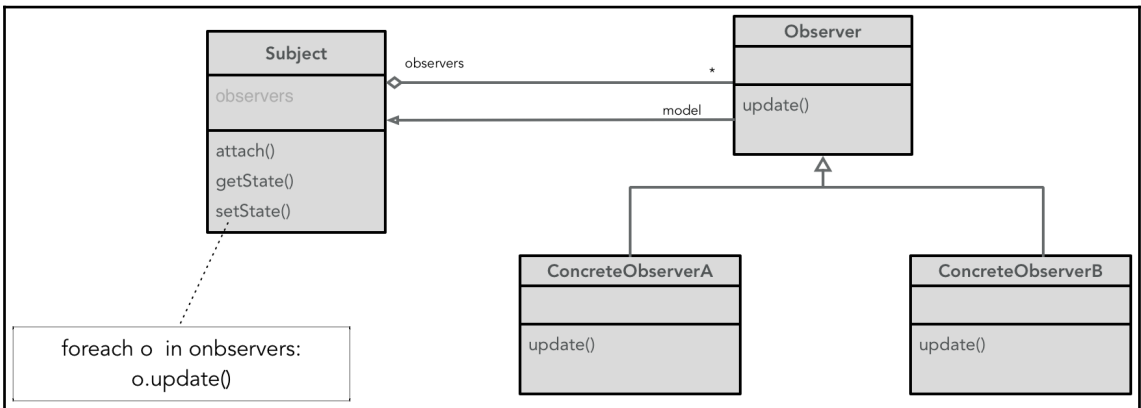 Subject
observers
attach()
getState()
setState()
observers
*
model
Observer
update()
ConcreteObserverA
update()
ConcreteObserverB
update()
foreach o in onbservers:
o.update()